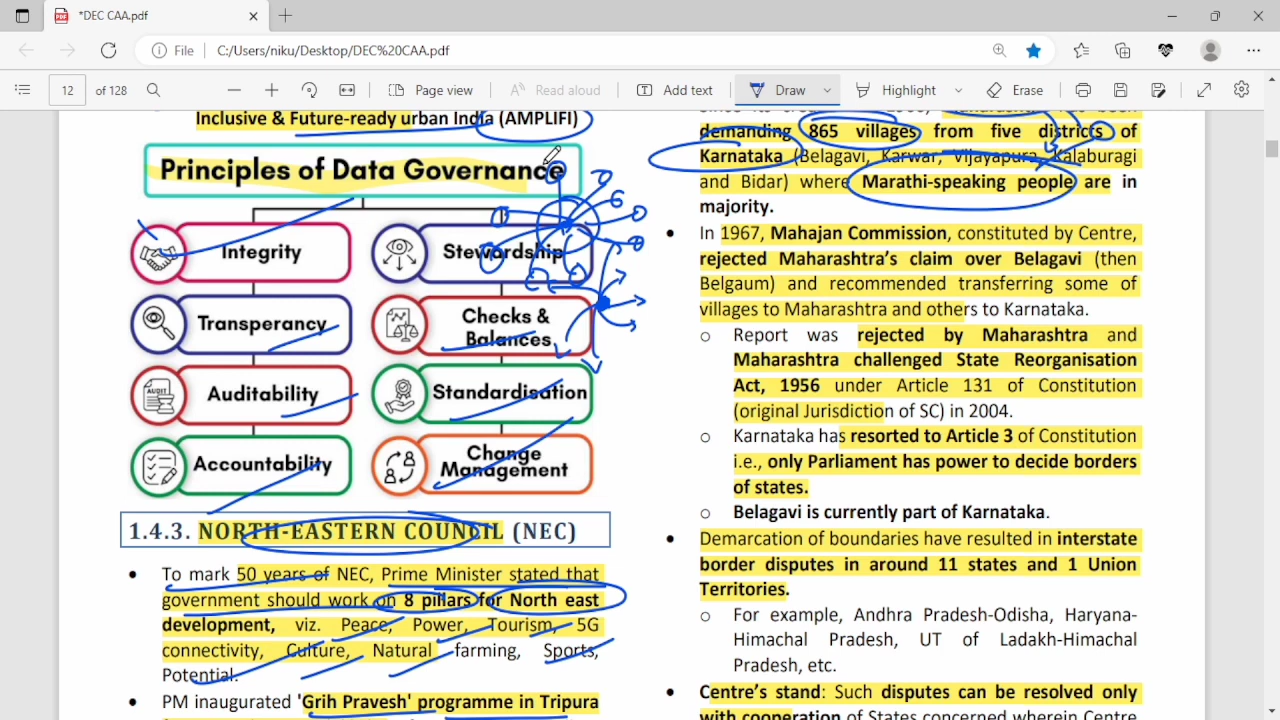 *DEC CAA.pdf
File C:/Users/niku/Desktop/DEC%20CAA.pdf
12 of 128 Page view Read aloud Add text Draw Highlight Erase
Inclusive & Future-ready urban India (AMPLIFI)
Principles of Data Governance
Integrity
Stewardship
Transperancy
Checks &
Balances
Auditability
Standardisation
Accountability
Change
Management
1.4.3. NORTH-EASTERN COUNCIL (NEC)
• To mark 50 years of NEC, Prime Minister stated that
government should work on 8 pillars for North east
development, viz. Peace, Power, Tourism, 5G
connectivity, Culture, Natural farming, Sports,
Potential.
• PM inaugurated 'Grih Pravesh' programme in Tripura
demanding 865 villages from five districts of
Karnataka (Belagavi, Karwar, Vijayapura, Kalaburagi
and Bidar) where Marathi-speaking people are in
majority.
• In 1967, Mahajan Commission, constituted by Centre,
rejected Maharashtra's claim over Belagavi (then
Belgaum) and recommended transferring some of
villages to Maharashtra and others to Karnataka.
o Report was rejected by Maharashtra and
Maharashtra challenged State Reorganisation
Act, 1956 under Article 131 of Constitution
(original Jurisdiction of SC) in 2004.
o Karnataka has resorted to Article 3 of Constitution
i.e., only Parliament has power to decide borders
of states.
o Belagavi is currently part of Karnataka.
• Demarcation of boundaries have resulted in interstate
border disputes in around 11 states and 1 Union
Territories.
o For example, Andhra Pradesh-Odisha, Haryana-
Himachal Pradesh, UT of Ladakh-Himachal
Pradesh, etc.
• Centre's stand: Such disputes can be resolved only
with cooperation of States concerned wherein Centre